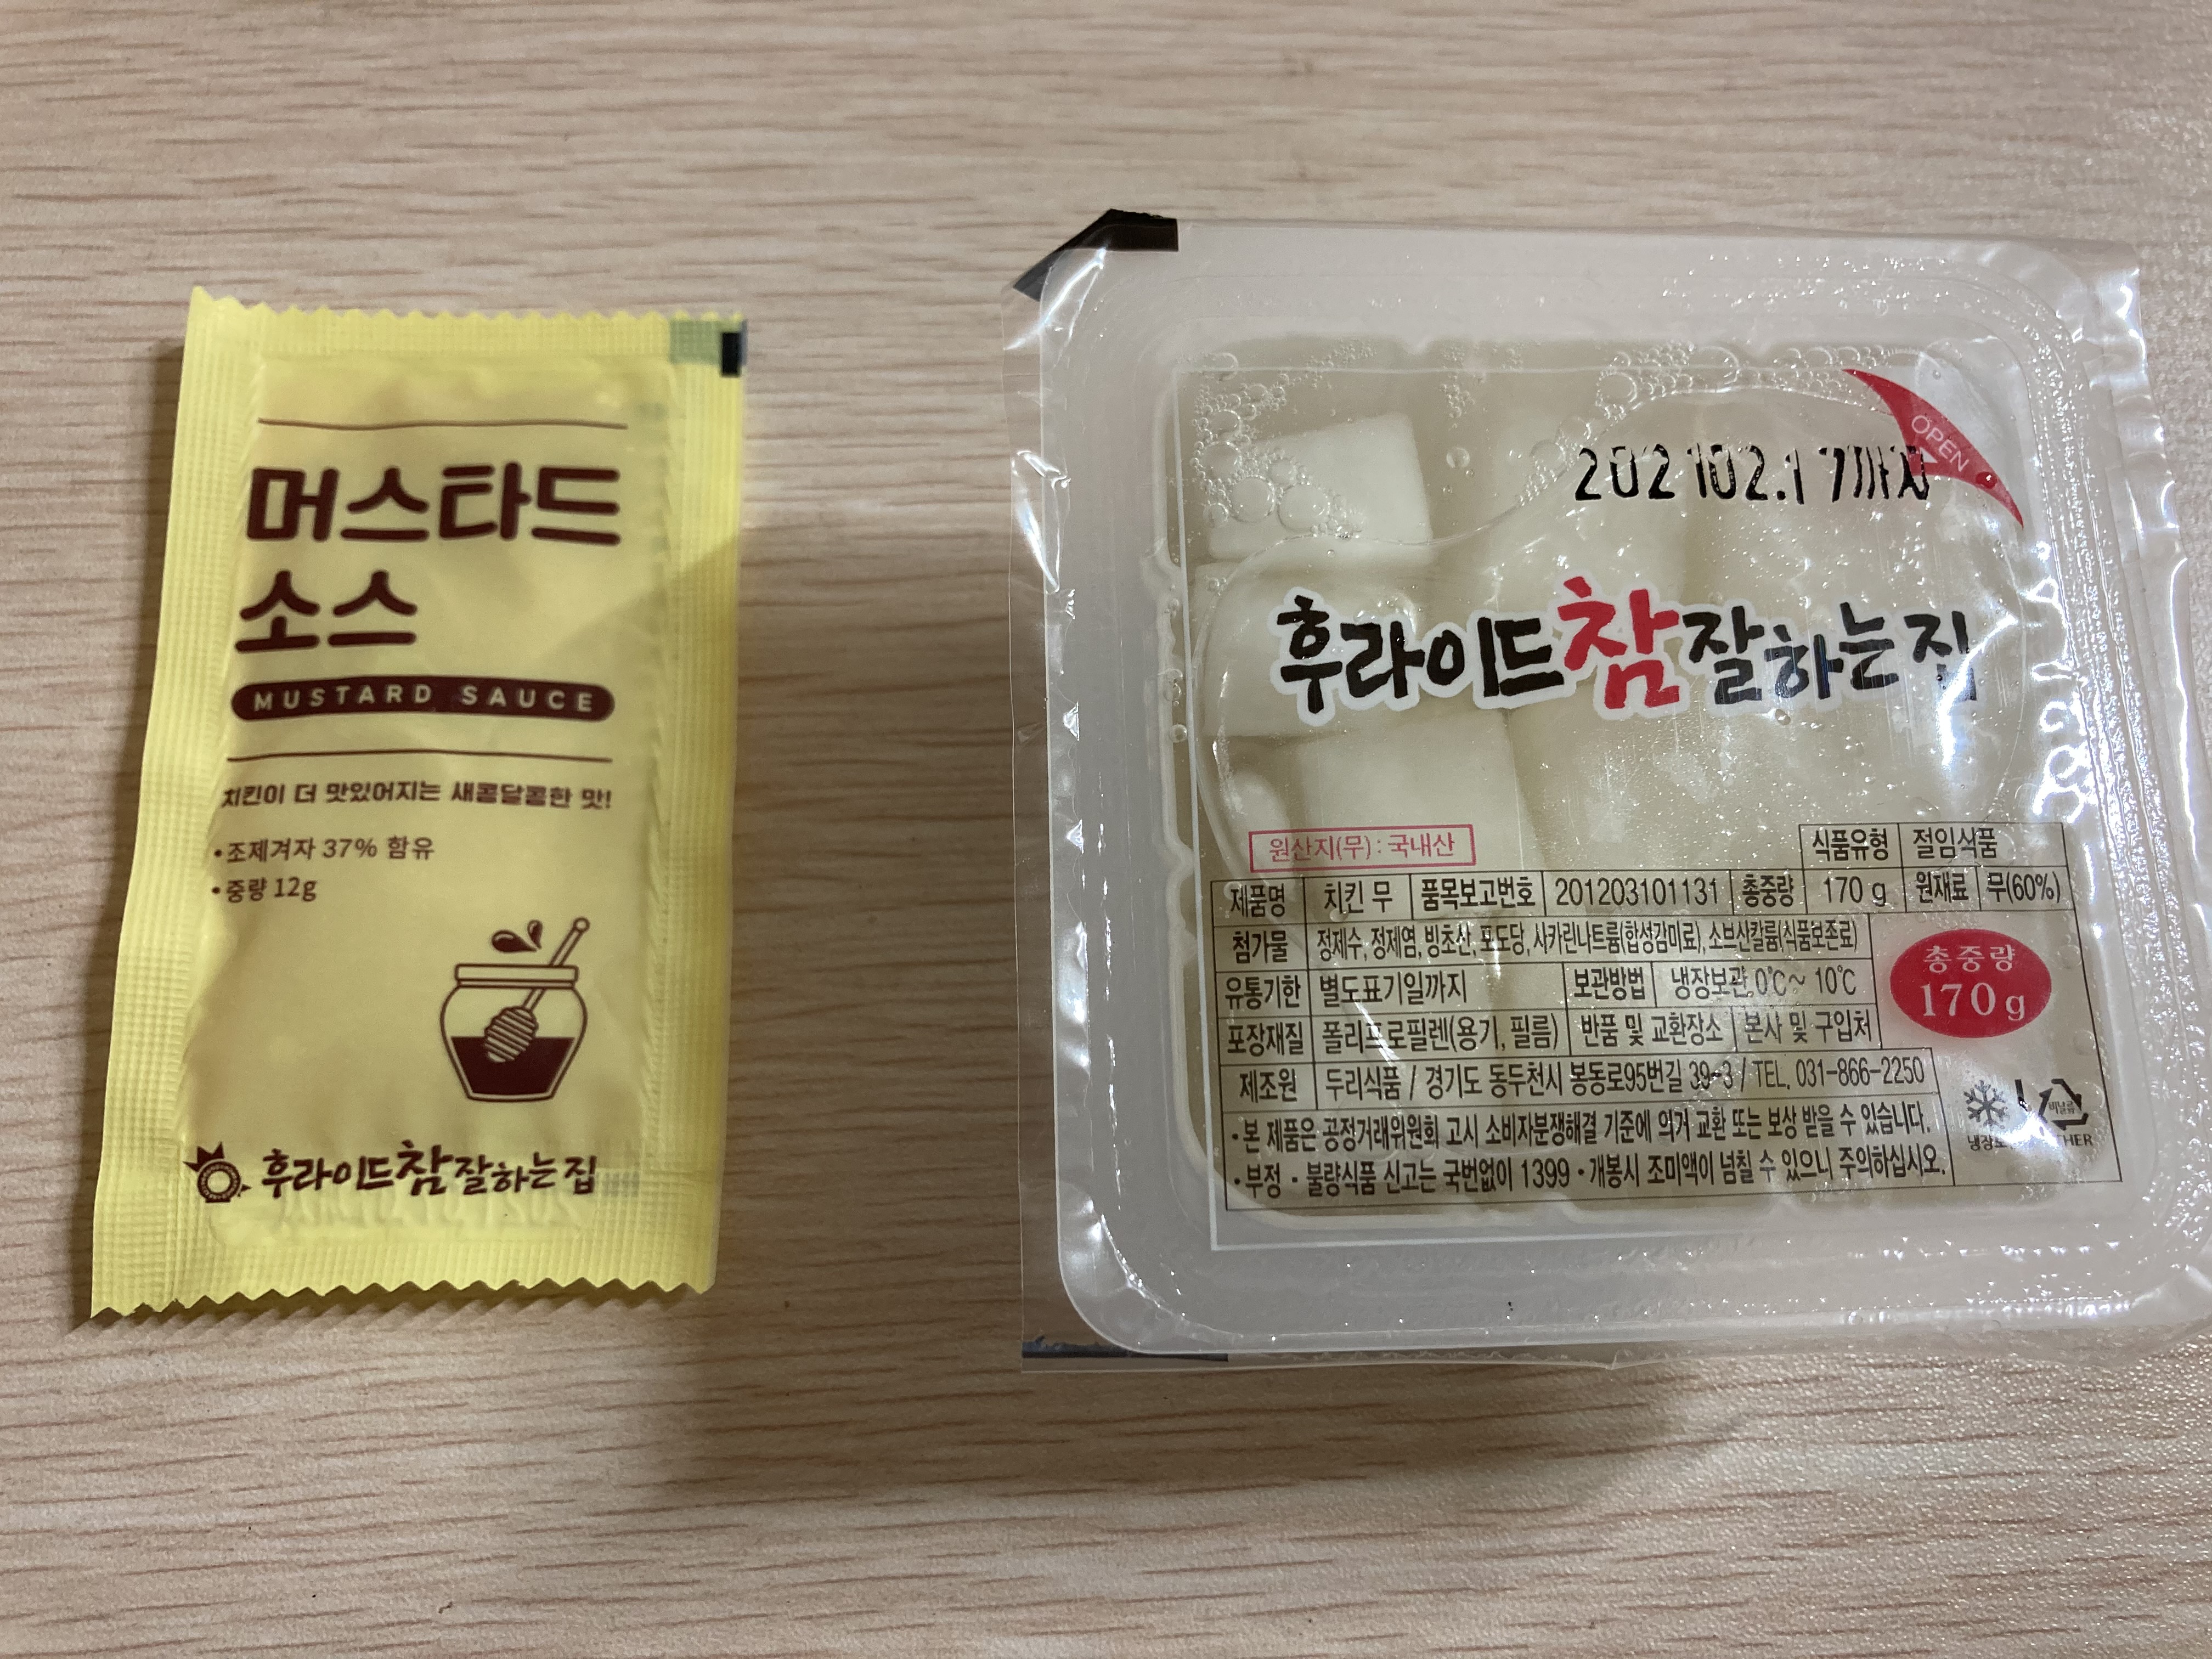 머스타드
소스
MUSTARD SAUCE
치킨이 더 맛있어지는 새콤달콤한 맛!
•조제겨자 37% 함유
•중량 12g
후라이드참잘하는집
OPEN
202102.17까지
후라이드참잘하는집
원산지(무) : 국내산
식품유형 절임식품
제품명 치킨 무 품목보고번호 201203101131 총중량 170 g 원재료 무(60%)
첨가물 정제수, 정제염, 빙초산, 포도당, 사카린나트륨(합성감미료), 소브산칼륨(식품보존료)
유통기한 별도표기일까지 보관방법 냉장보관 0℃~ 10℃
포장재질 폴리프로필렌(용기, 필름) 반품 및 교환장소 본사 및 구입처
총중량
170g
제조원 두리식품 / 경기도 동두천시 봉동로95번길 39-3 / TEL. 031-866-2250
•본 제품은 공정거래위원회 고시 소비자분쟁해결 기준에 의거 교환 또는 보상 받을 수 있습니다.
•부정 · 불량식품 신고는 국번없이 1399 •개봉시 조미액이 넘칠 수 있으니 주의하십시오.
비닐류